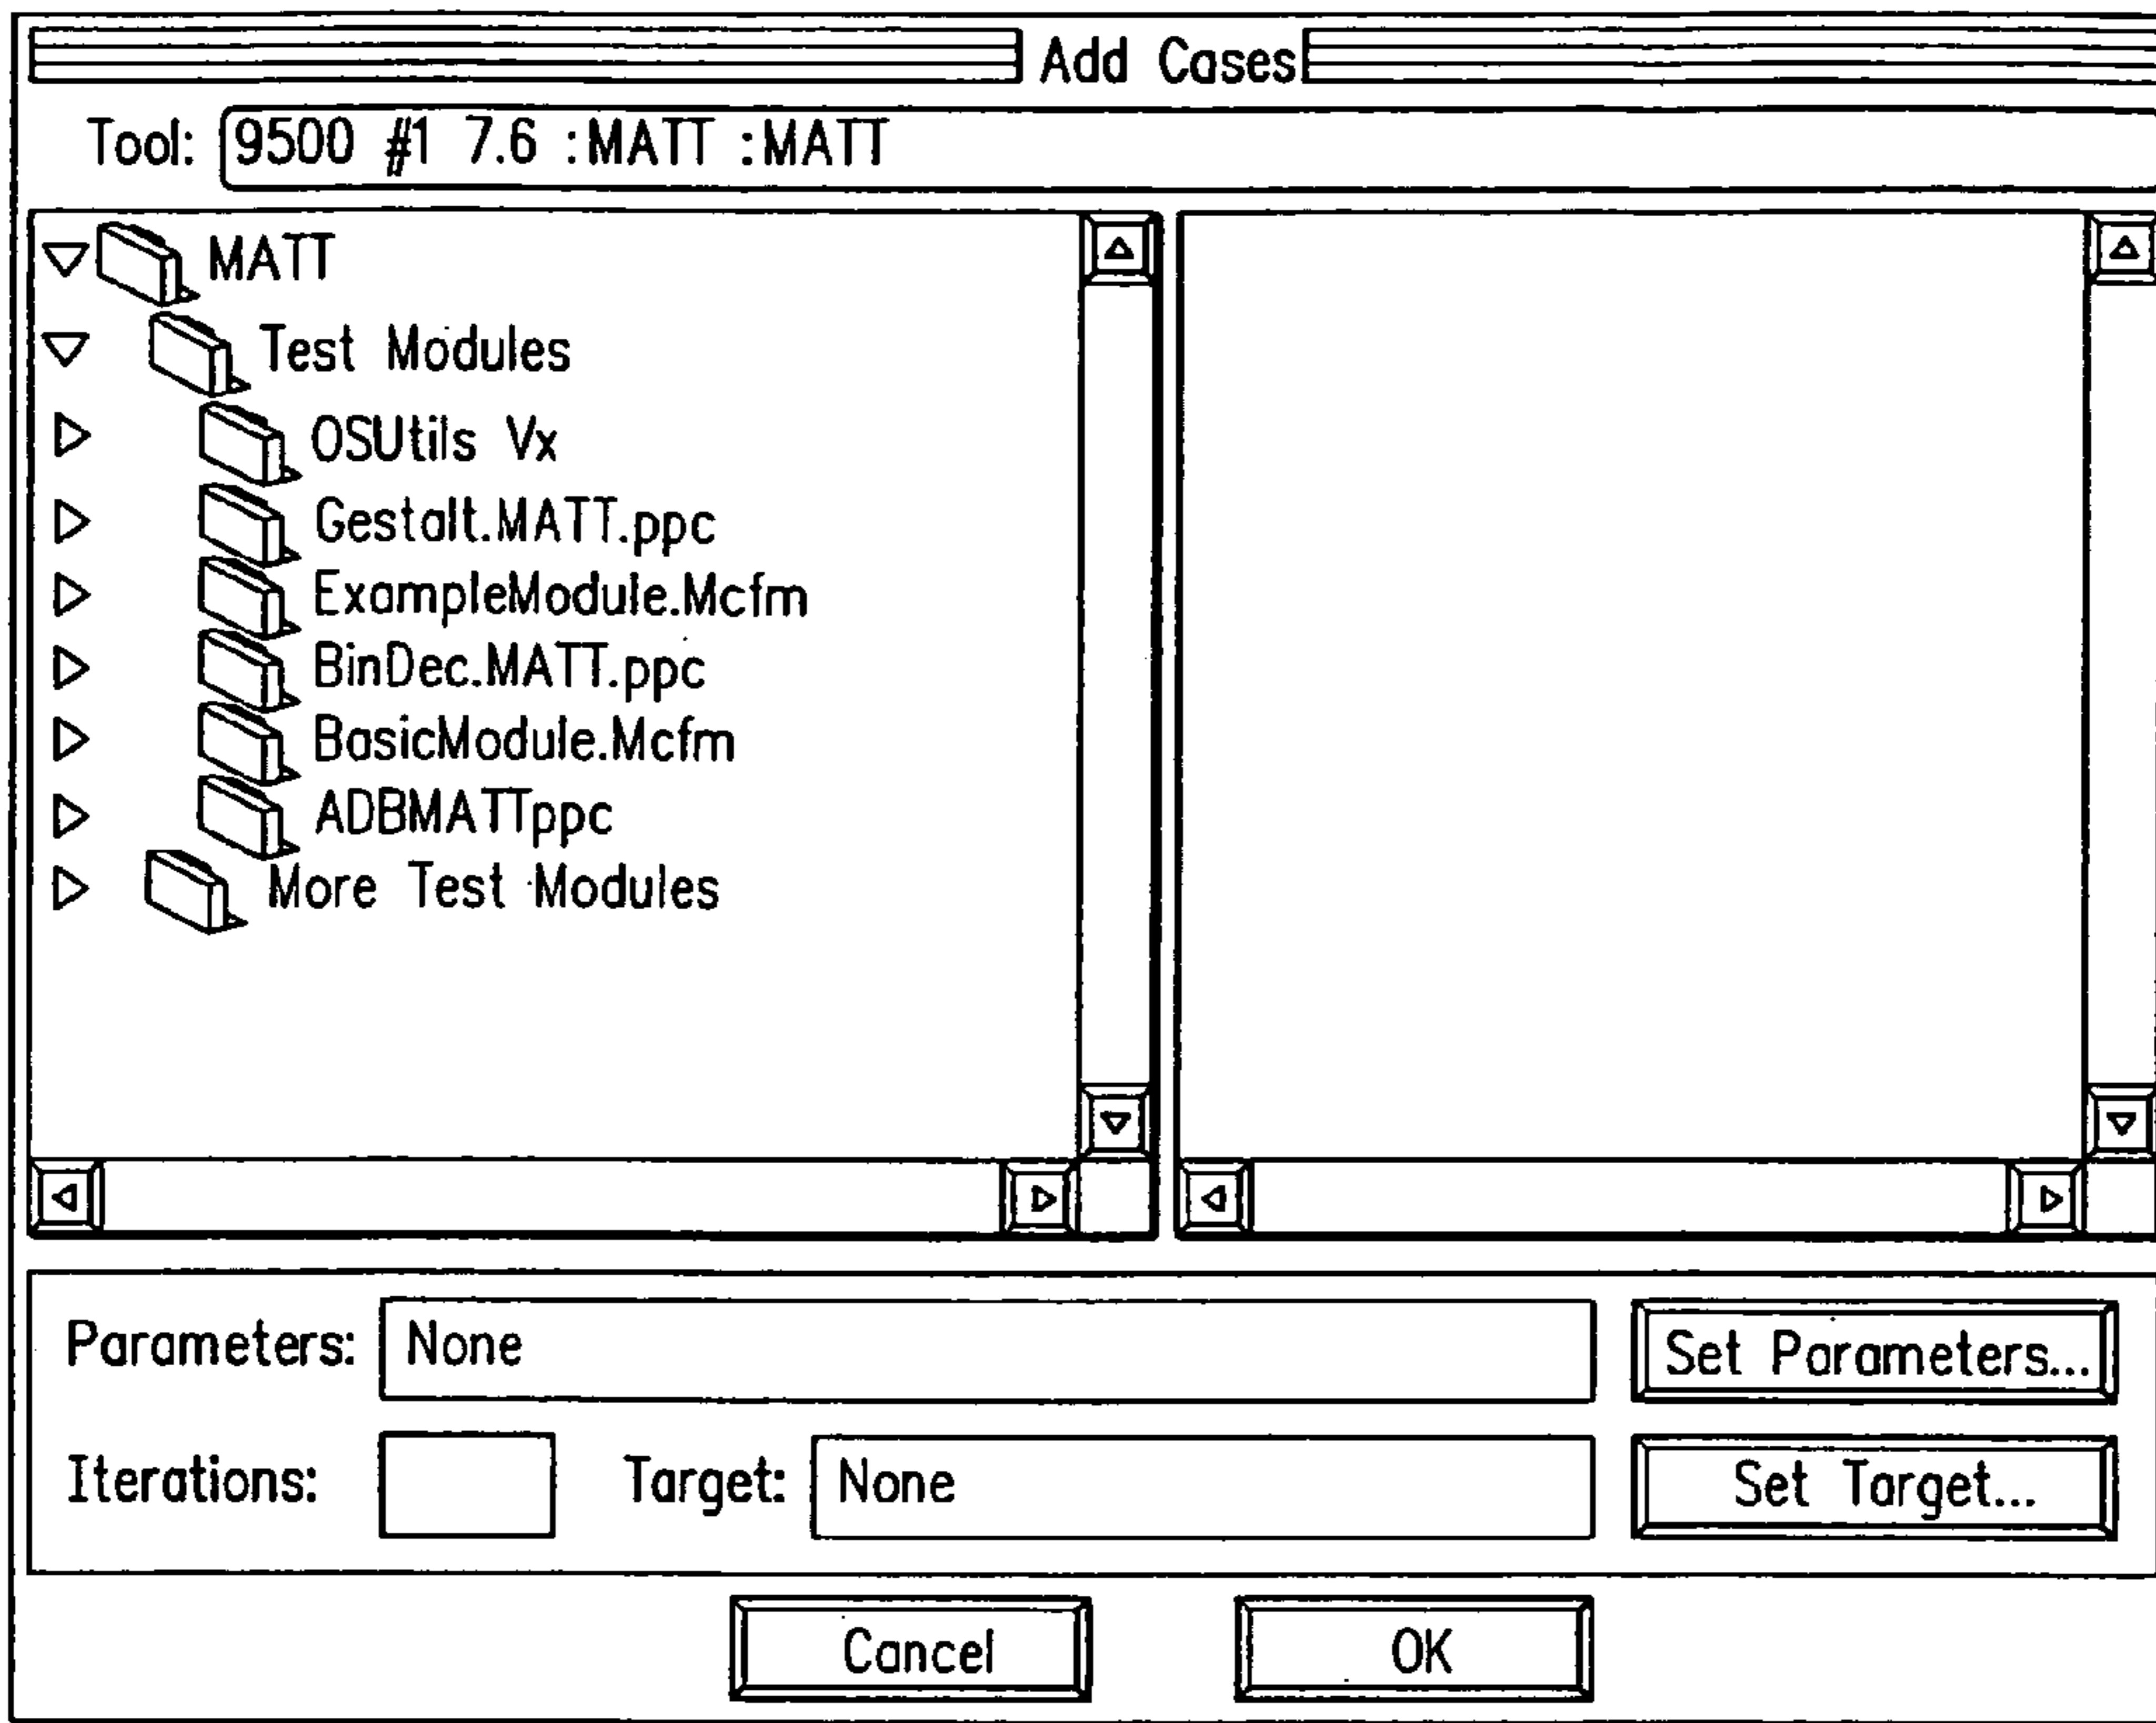 Add Cases
Tool: 9500 #1 7.6 :MATT :MATT
MATT
Test Modules
OSUtils Vx
Gestalt.MATT.ppc
ExampleModule.Mcfm
BinDec.MATT.ppc
BasicModule.Mcfm
ADBMATTppc
More Test Modules
Parameters: None Set Parameters...
Iterations: Target: None Set Target...
Cancel OK